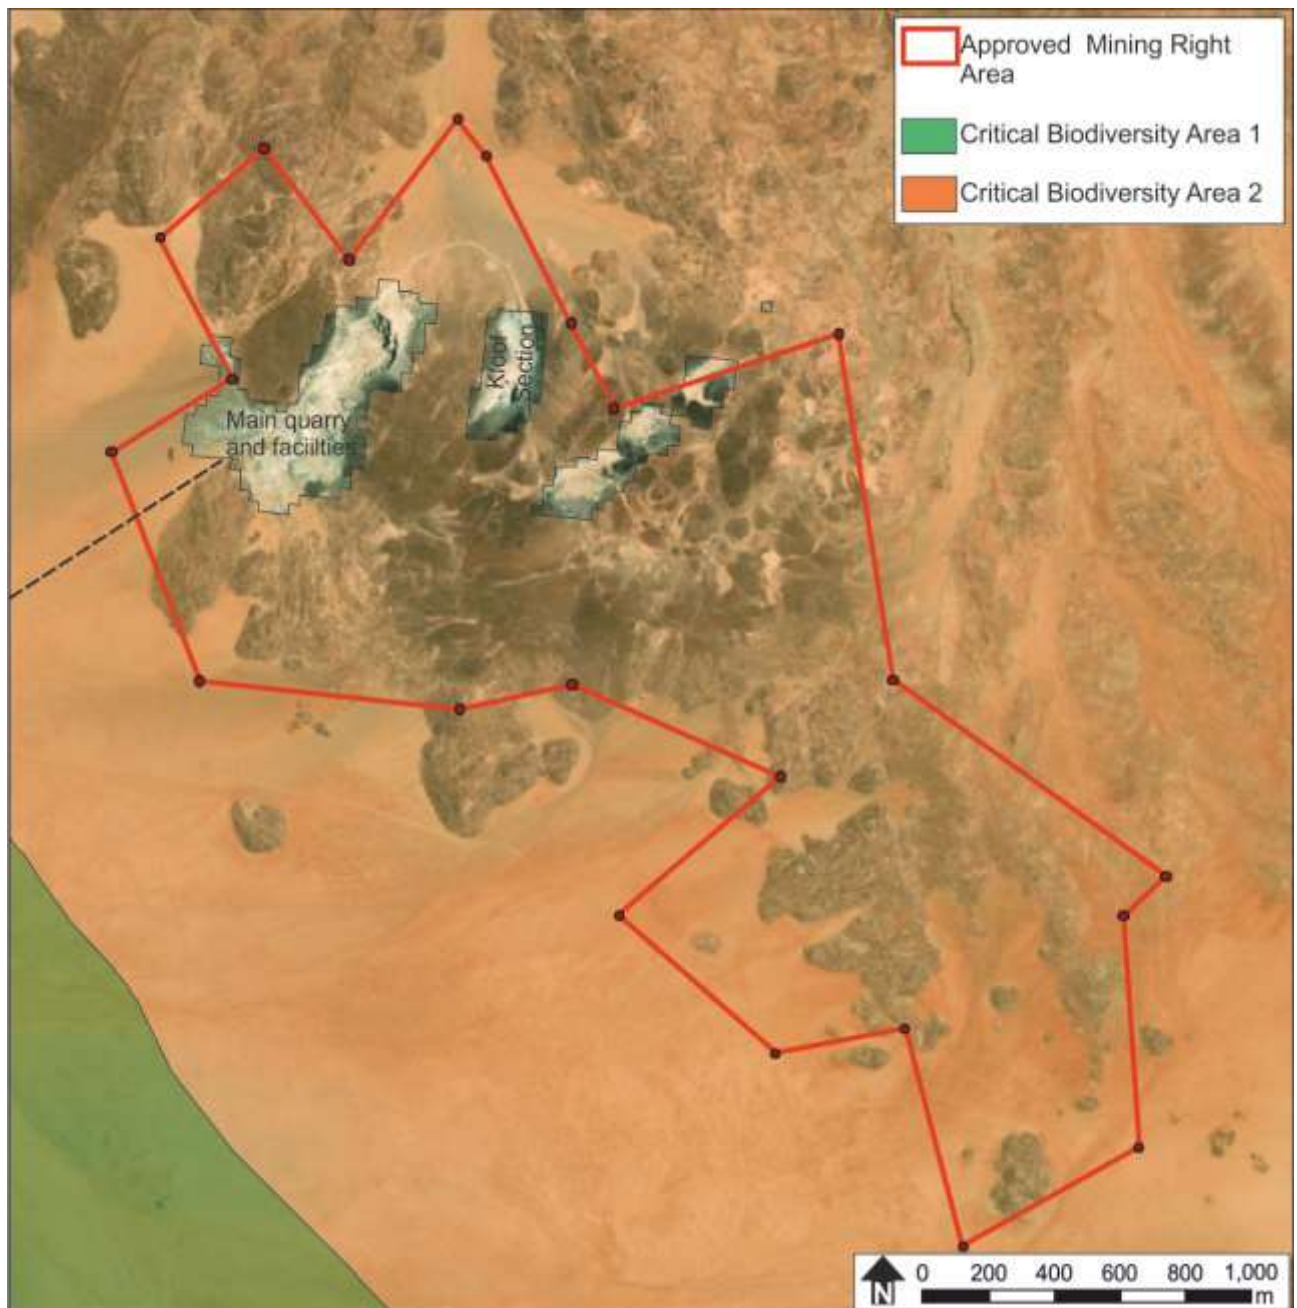 Approved Mining Right
Area
Critical Biodiversity Area 1
Critical Biodiversity Area 2
Kloof
Section
Main quarry
and faciilties
0 200 400 600 800 1,000
m
N